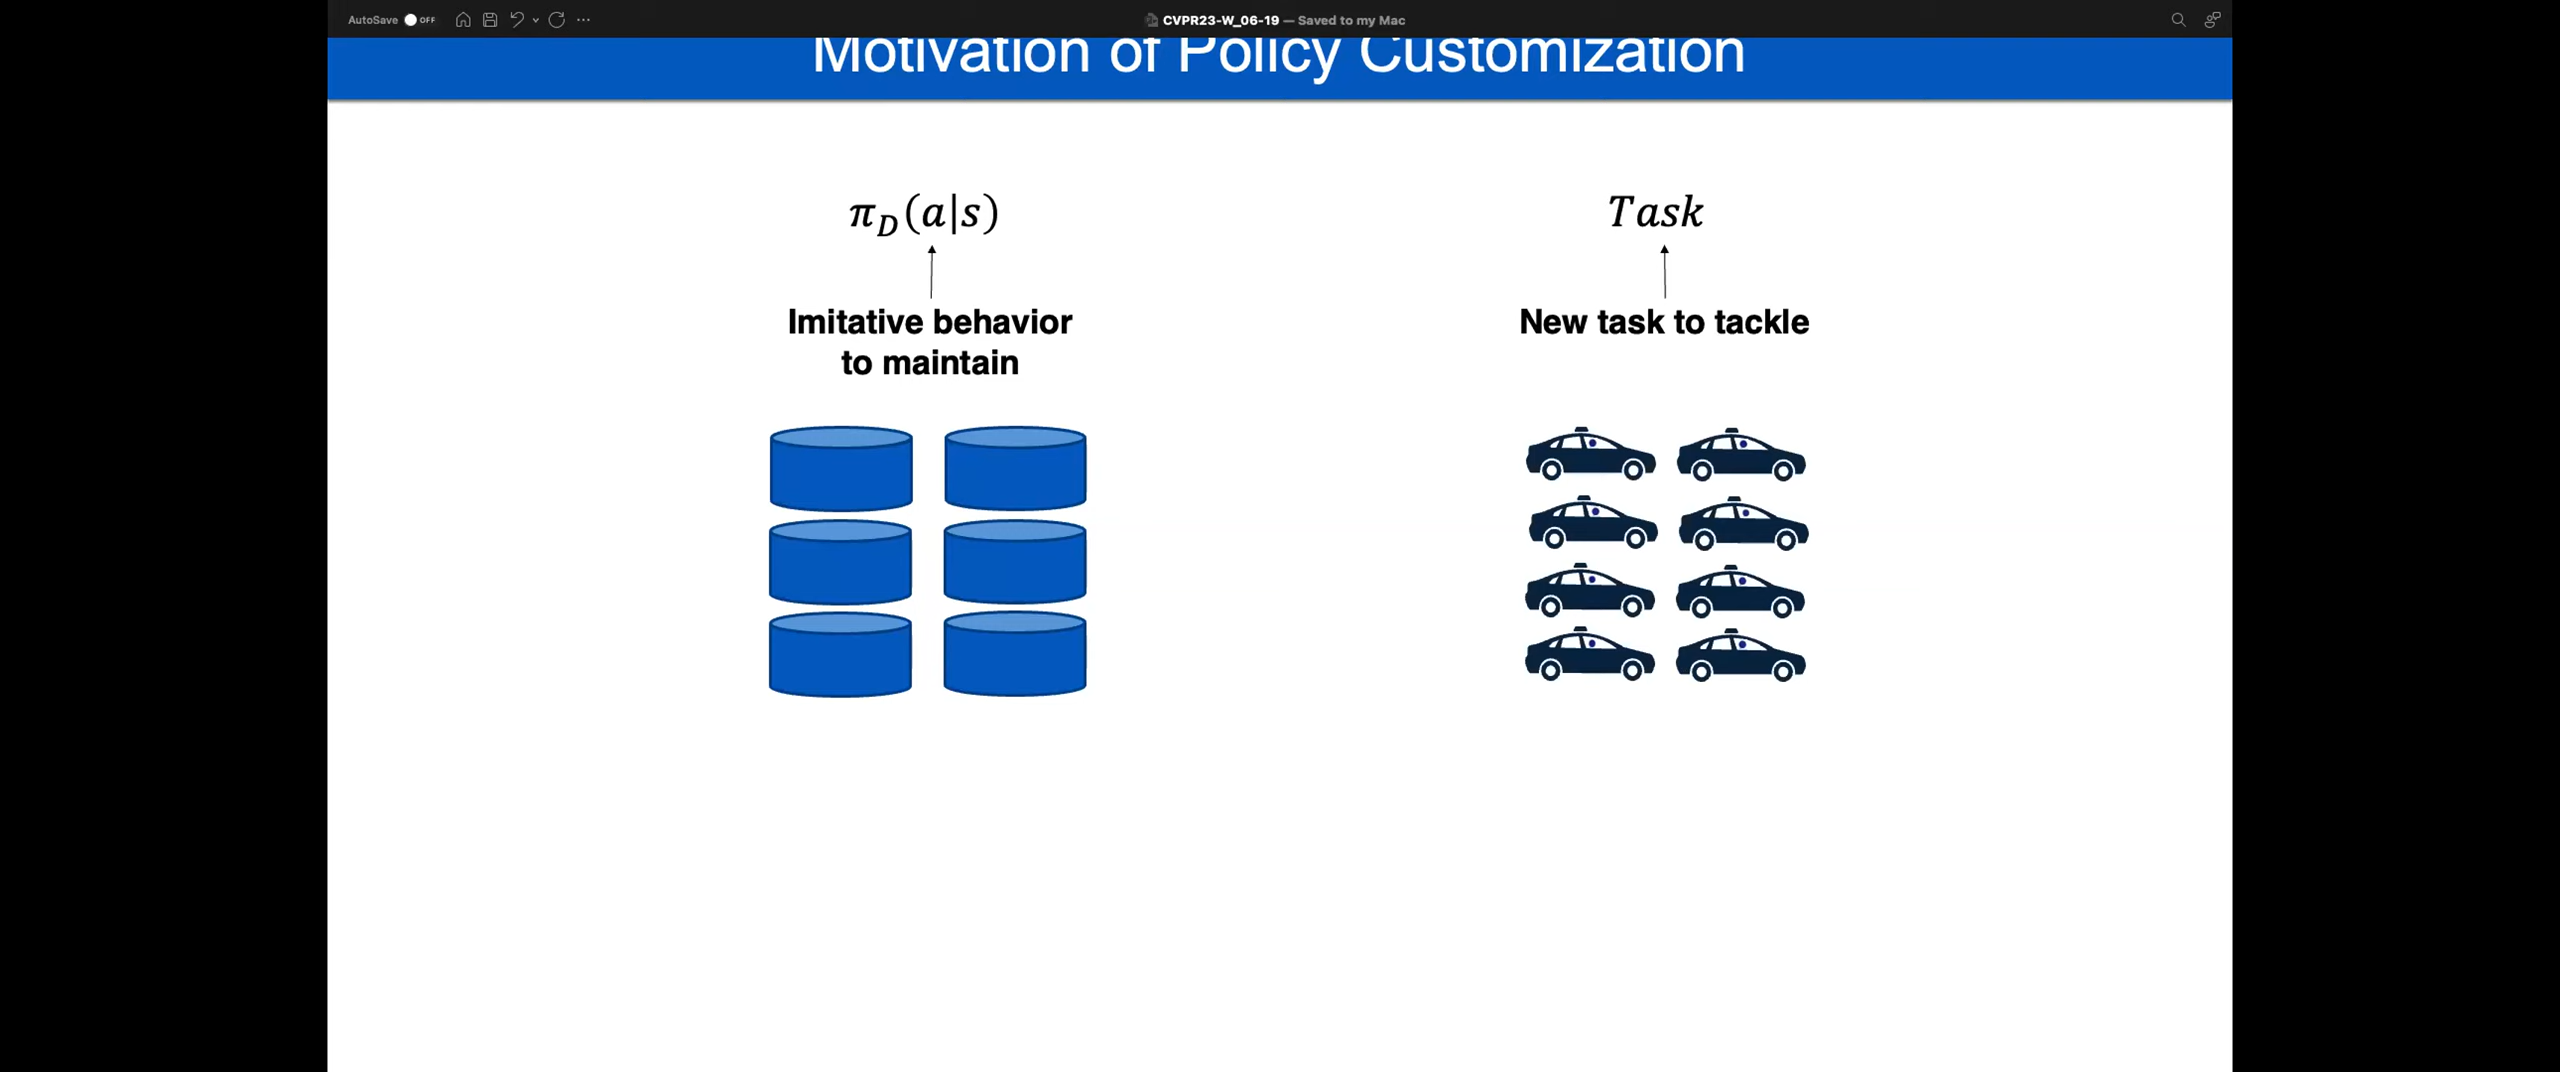 AutoSave OFF
CVPR23-W_06-19 — Saved to my Mac
Motivation of Policy Customization
π_D(a|s)
Task
Imitative behavior
to maintain
New task to tackle